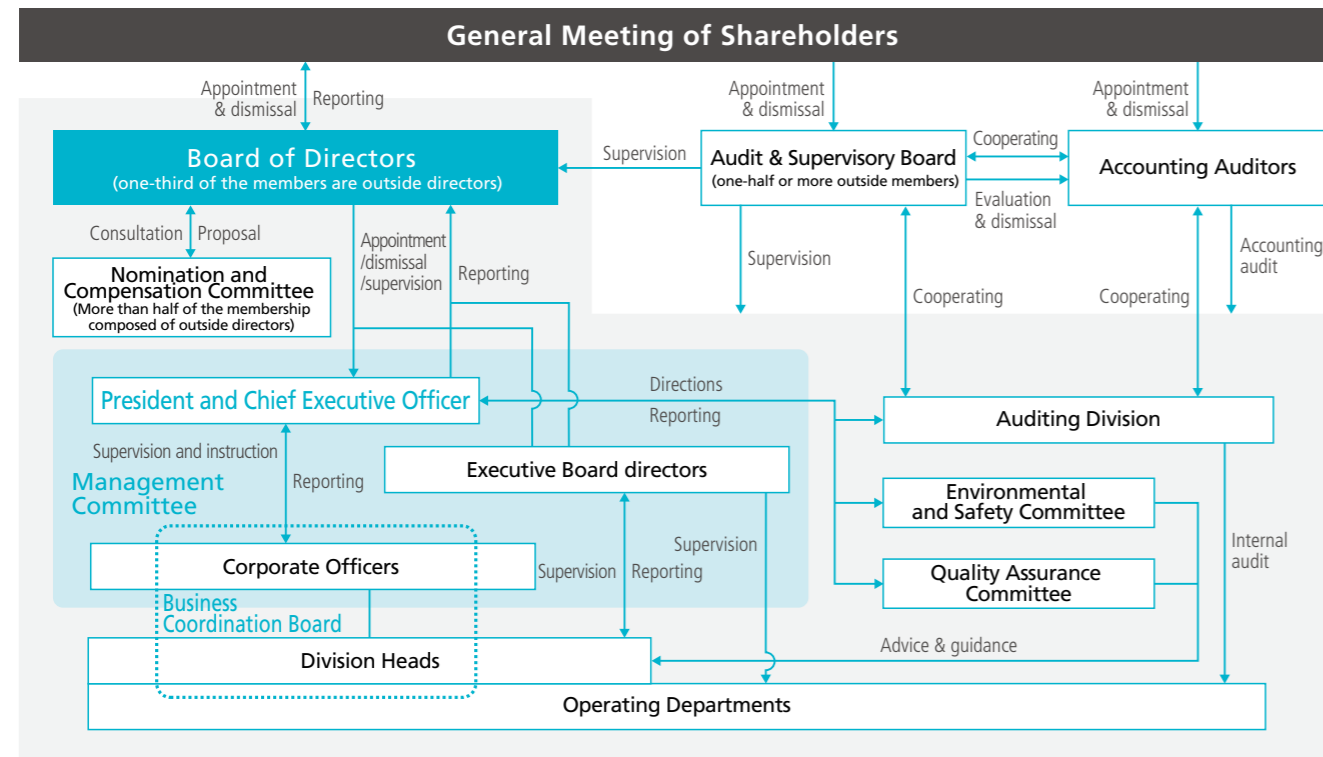 General Meeting of Shareholders
Appointment
& dismissal
Reporting
Appointment
& dismissal
Appointment
& dismissal
Board of Directors
(one-third of the members are outside directors)
Supervision
Audit & Supervisory Board
(one-half or more outside members)
Cooperating
Evaluation
& dismissal
Accounting Auditors
Consultation
Proposal
Appointment
/dismissal
/supervision
Reporting
Supervision
Cooperating
Cooperating
Accounting
audit
Nomination and
Compensation Committee
(More than half of the membership
composed of outside directors)
President and Chief Executive Officer
Directions
Reporting
Auditing Division
Supervision and instruction
Reporting
Management
Committee
Executive Board directors
Environmental
and Safety Committee
Internal
audit
Corporate Officers
Supervision
Reporting
Supervision
Quality Assurance
Committee
Business
Coordination Board
Advice & guidance
Division Heads
Operating Departments